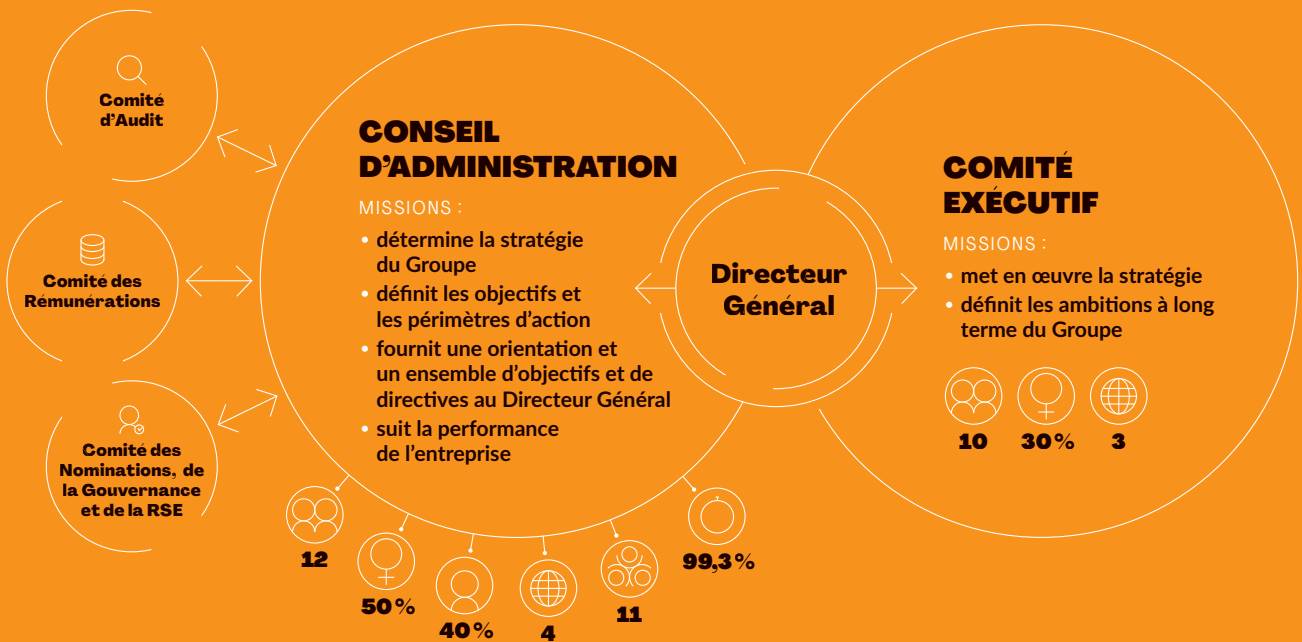 Comité
d’Audit
Comité des
Rémunérations
Comité des
Nominations, de
la Gouvernance
et de la RSE
CONSEIL
D’ADMINISTRATION
MISSIONS :
• détermine la stratégie
du Groupe
• définit les objectifs et
les périmètres d’action
• fournit une orientation et
un ensemble d’objectifs et de
directives au Directeur Général
• suit la performance
de l’entreprise
12
50 %
40 %
4
11
99,3 %
Directeur
Général
COMITÉ
EXÉCUTIF
MISSIONS :
• met en œuvre la stratégie
• définit les ambitions à long
terme du Groupe
10
30 %
3